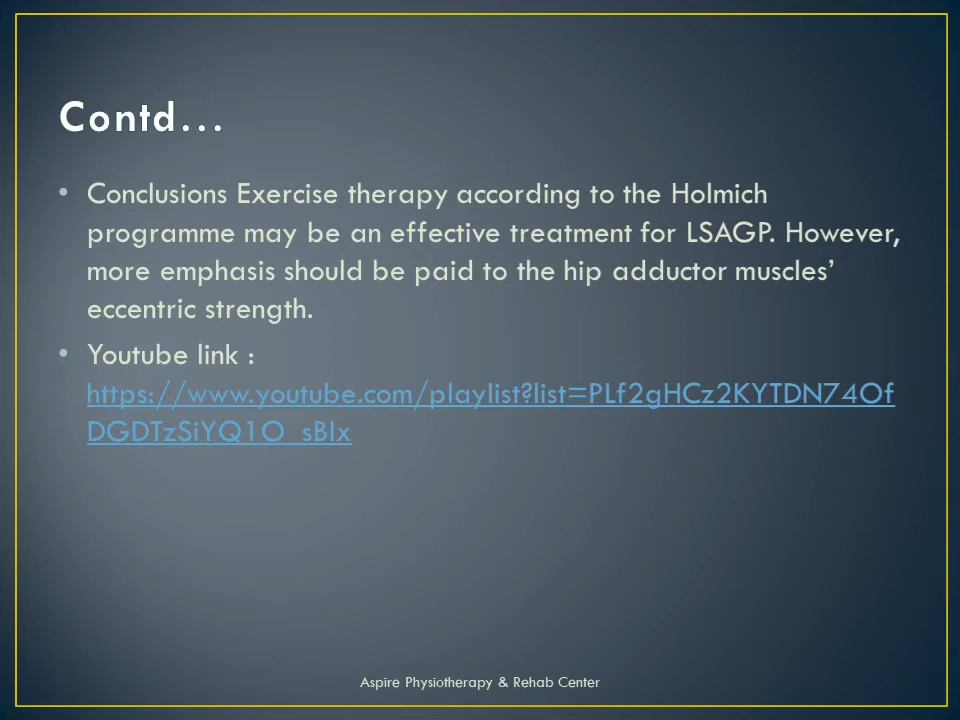 Contd…
• Conclusions Exercise therapy according to the Holmich
programme may be an effective treatment for LSAGP. However,
more emphasis should be paid to the hip adductor muscles’
eccentric strength.
• Youtube link :
https://www.youtube.com/playlist?list=PLf2gHCz2KYTDN74Of
DGDTzSiYQ1O_sBIx
Aspire Physiotherapy & Rehab Center